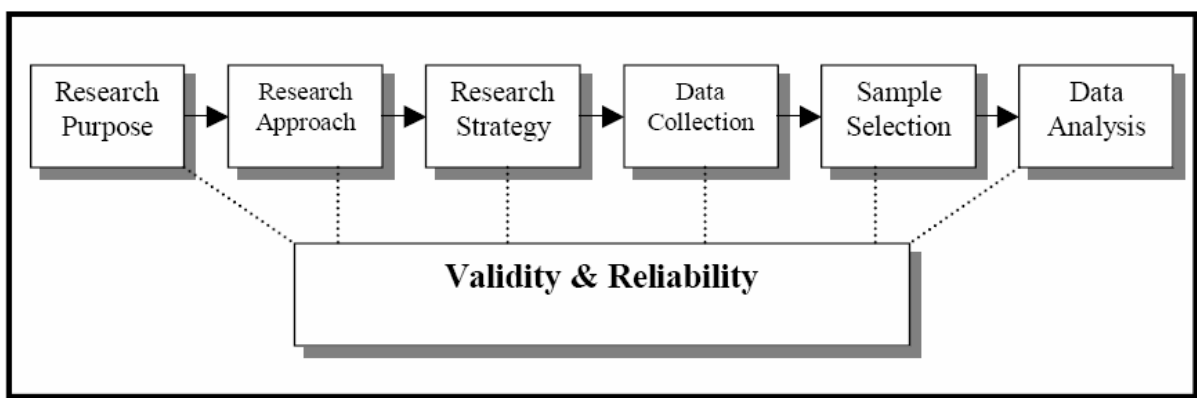 Research
Purpose
Research
Approach
Research
Strategy
Data
Collection
Sample
Selection
Data
Analysis
Validity & Reliability